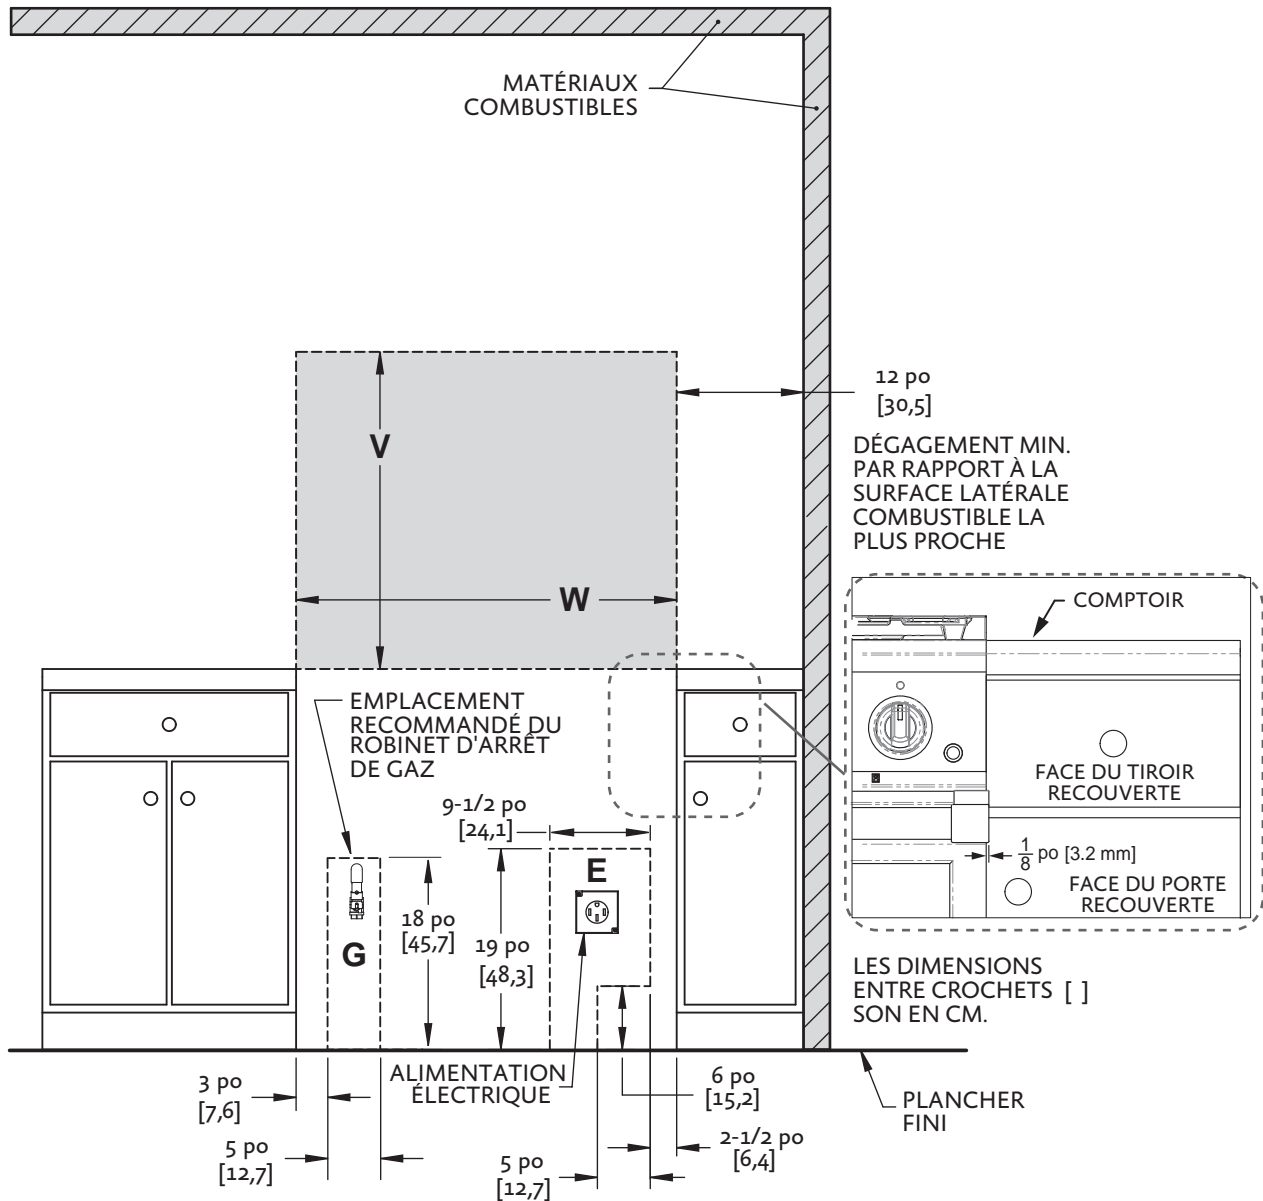 MATÉRIAUX
COMBUSTIBLES
12 po
[30,5]
V
DÉGAGEMENT MIN.
PAR RAPPORT À LA
SURFACE LATÉRALE
COMBUSTIBLE LA
PLUS PROCHE
W
COMPTOIR
EMPLACEMENT
RECOMMANDÉ DU
ROBINET D'ARRÊT
DE GAZ
FACE DU TIROIR
RECOUVERTE
9-1/2 po
[24,1]
1/8 po [3.2 mm]
E
FACE DU PORTE
RECOUVERTE
18 po
[45,7]
G
19 po
[48,3]
LES DIMENSIONS
ENTRE CROCHETS [ ]
SON EN CM.
ALIMENTATION
ÉLECTRIQUE
3 po
[7,6]
6 po
[15,2]
PLANCHER
FINI
5 po
[12,7]
2-1/2 po
[6,4]
5 po
[12,7]